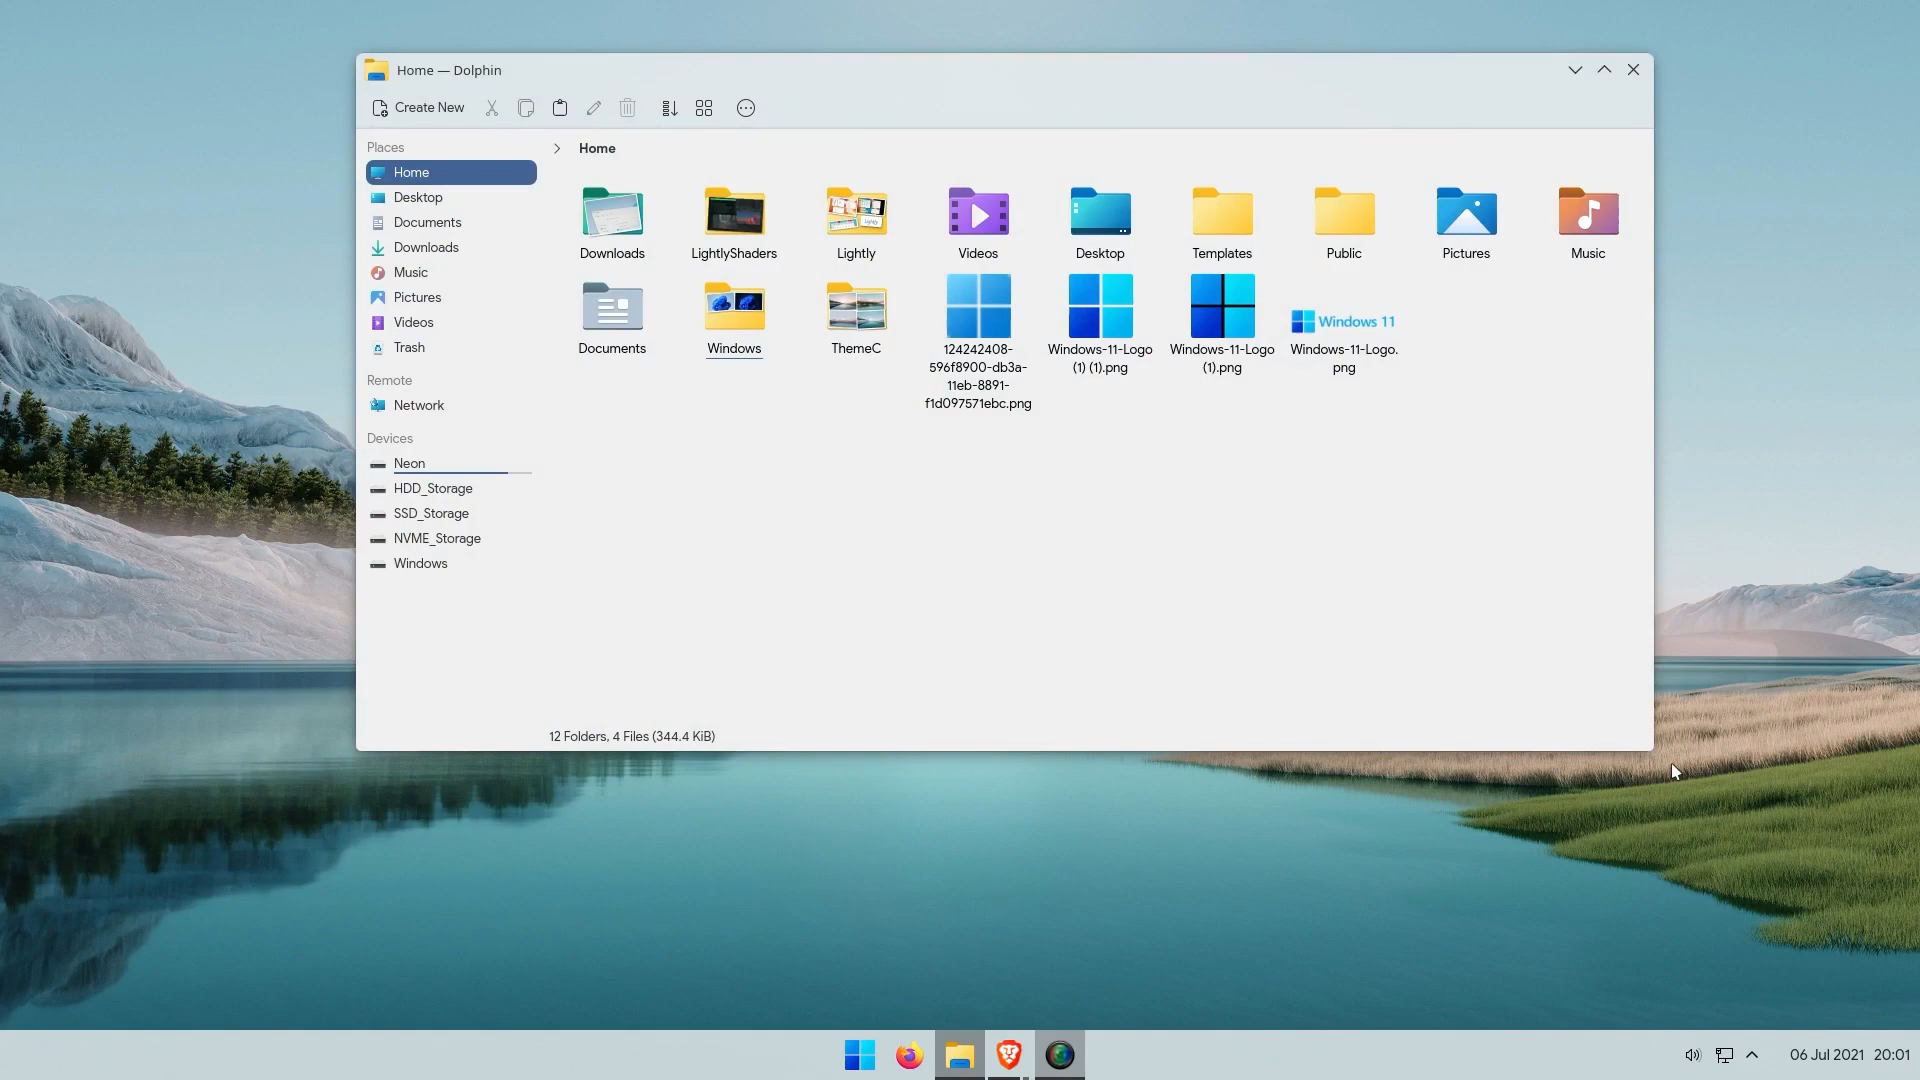 Home — Dolphin
Create New
Places
Home
Desktop
Documents
Downloads
Music
Pictures
Videos
Trash
Remote
Network
Devices
Neon
HDD_Storage
SSD_Storage
NVME_Storage
Windows
Home
Downloads
LightlyShaders
Lightly
Videos
Desktop
Templates
Public
Pictures
Music
Documents
Windows
ThemeC
124242408-
596f8900-db3a-
11eb-8891-
f1d097571ebc.png
Windows-11-Logo
(1) (1).png
Windows-11-Logo
(1).png
Windows 11
Windows-11-Logo.
png
12 Folders, 4 Files (344.4 KiB)
06 Jul 2021 20:01